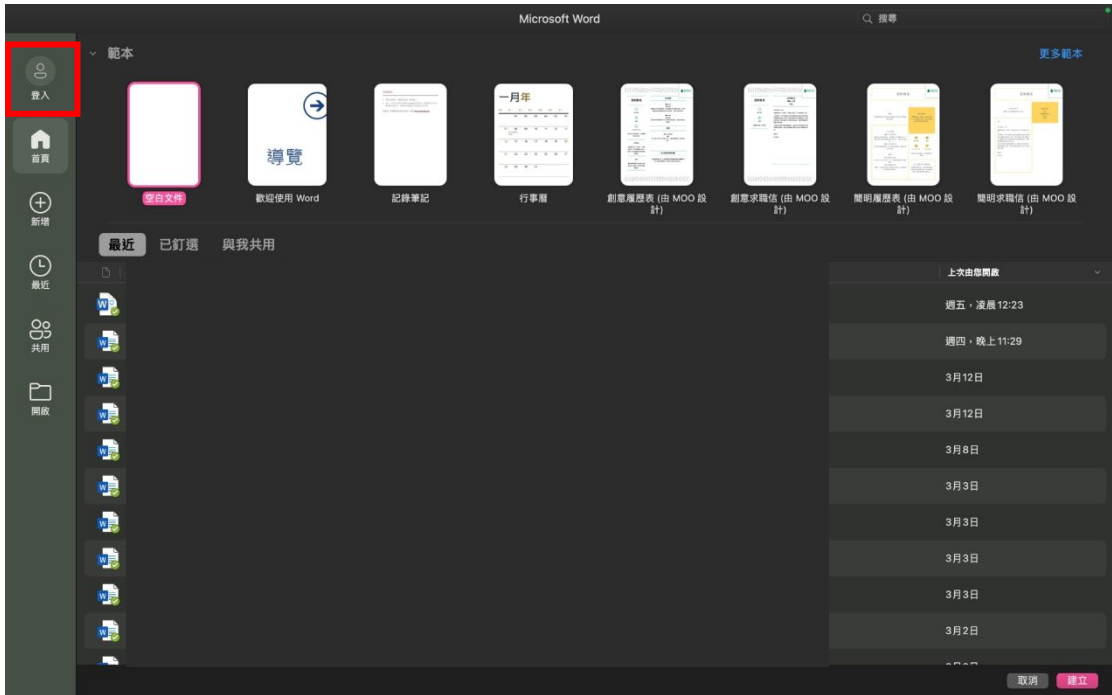 Microsoft Word
搜尋
登入
首頁
新增
最近
共用
開啟
範本
更多範本
導覽
一月年
空白文件
歡迎使用 Word
記錄筆記
行事曆
創意履歷表 (由 MOO 設
計)
創意求職信 (由 MOO 設
計)
簡明履歷表 (由 MOO 設
計)
簡明求職信 (由 MOO 設
計)
最近 已釘選 與我共用
上次由您開啟
週五，凌晨12:23
週四，晚上11:29
3月12日
3月12日
3月8日
3月3日
3月3日
3月3日
3月3日
3月2日
取消 建立